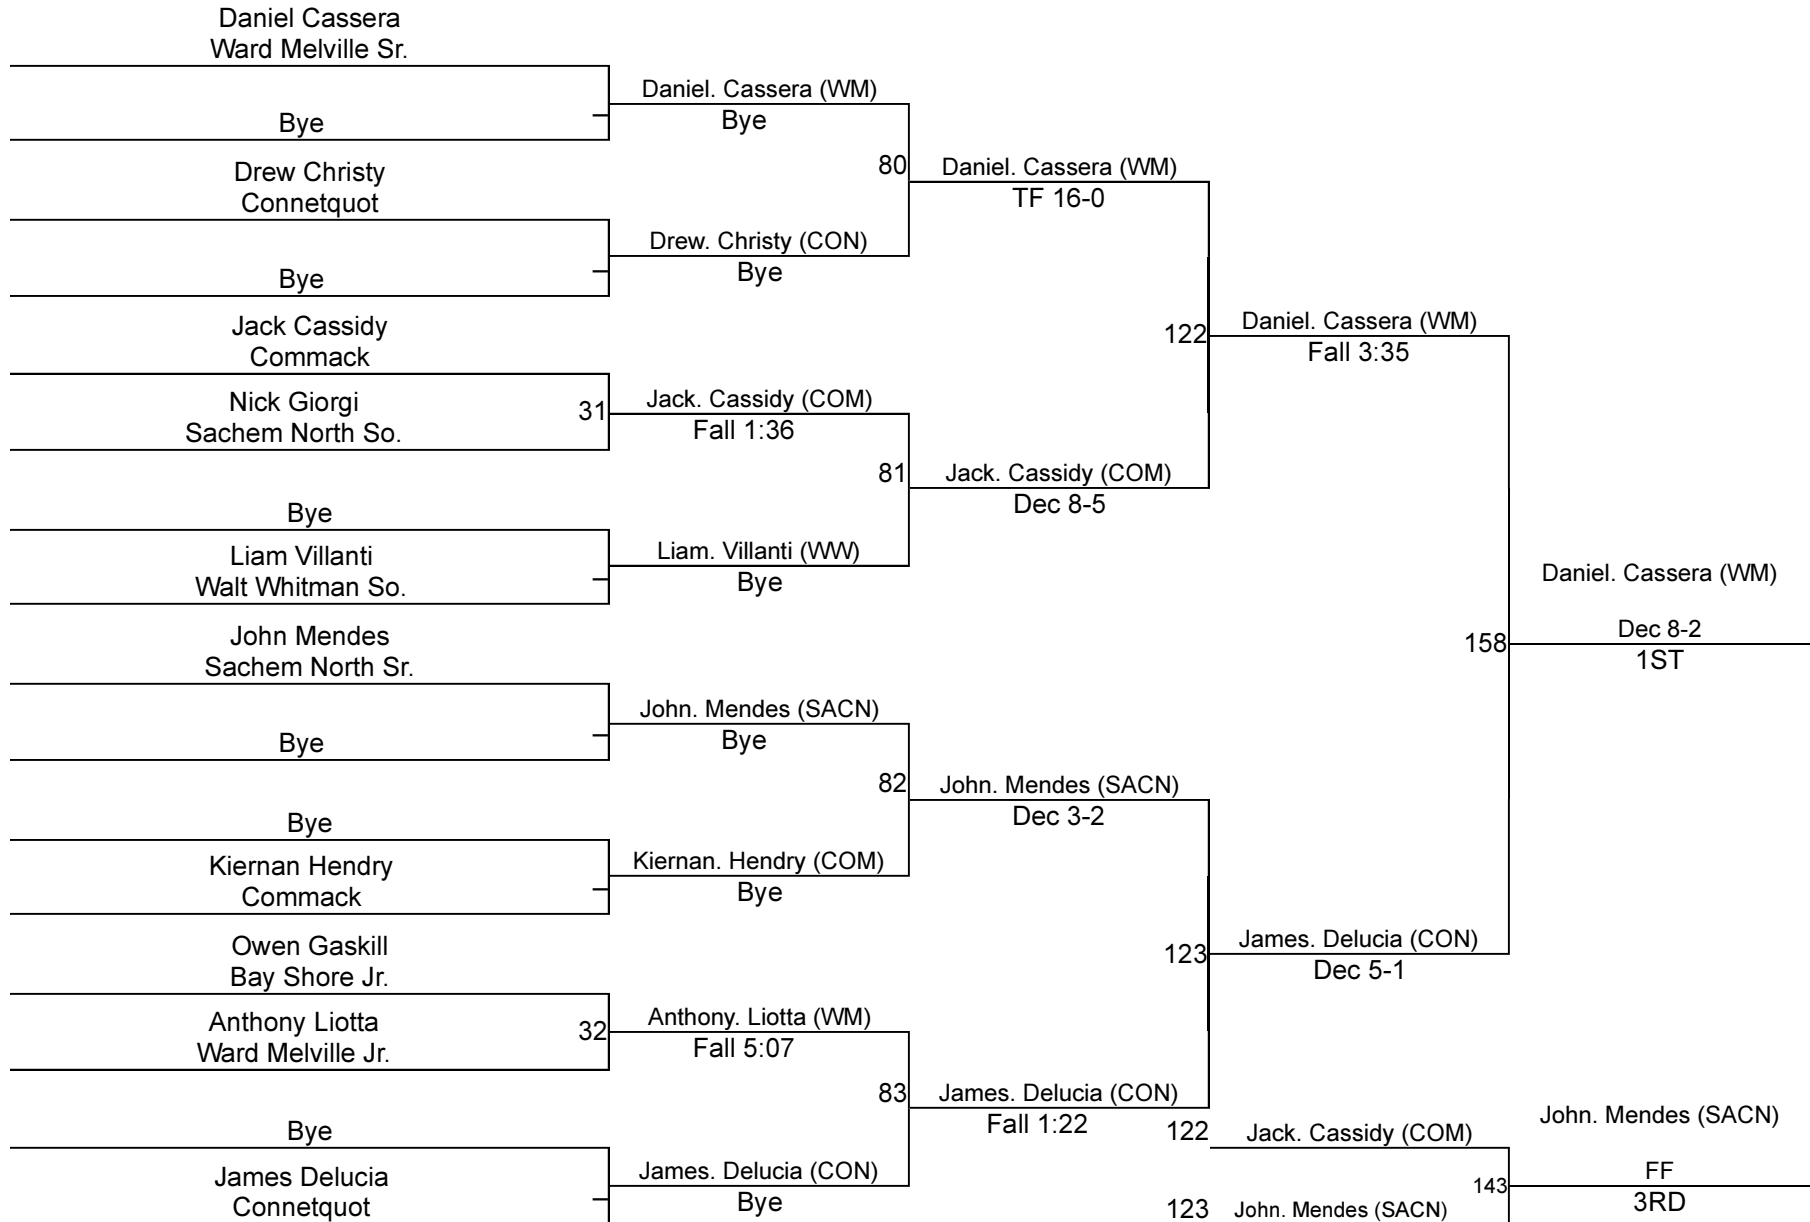 Daniel Cassera
Ward Melville Sr.
Daniel. Cassera (WM)
Bye
Bye
Drew Christy
Connetquot
80
Daniel. Cassera (WM)
TF 16-0
Drew. Christy (CON)
Bye
Bye
Jack Cassidy
Commack
122
Daniel. Cassera (WM)
Fall 3:35
Nick Giorgi
Sachem North So.
31
Jack. Cassidy (COM)
Fall 1:36
81
Jack. Cassidy (COM)
Dec 8-5
Bye
Liam Villanti
Walt Whitman So.
Liam. Villanti (WW)
Bye
Daniel. Cassera (WM)
158
Dec 8-2
1ST
John Mendes
Sachem North Sr.
John. Mendes (SACN)
Bye
Bye
82
John. Mendes (SACN)
Dec 3-2
Bye
Kiernan Hendry
Commack
Kiernan. Hendry (COM)
Bye
Owen Gaskill
Bay Shore Jr.
123
James. Delucia (CON)
Dec 5-1
Anthony Liotta
Ward Melville Jr.
32
Anthony. Liotta (WM)
Fall 5:07
83
James. Delucia (CON)
Fall 1:22
Bye
James Delucia
Connetquot
James. Delucia (CON)
Bye
122
Jack. Cassidy (COM)
John. Mendes (SACN)
143
FF
3RD
123
John. Mendes (SACN)